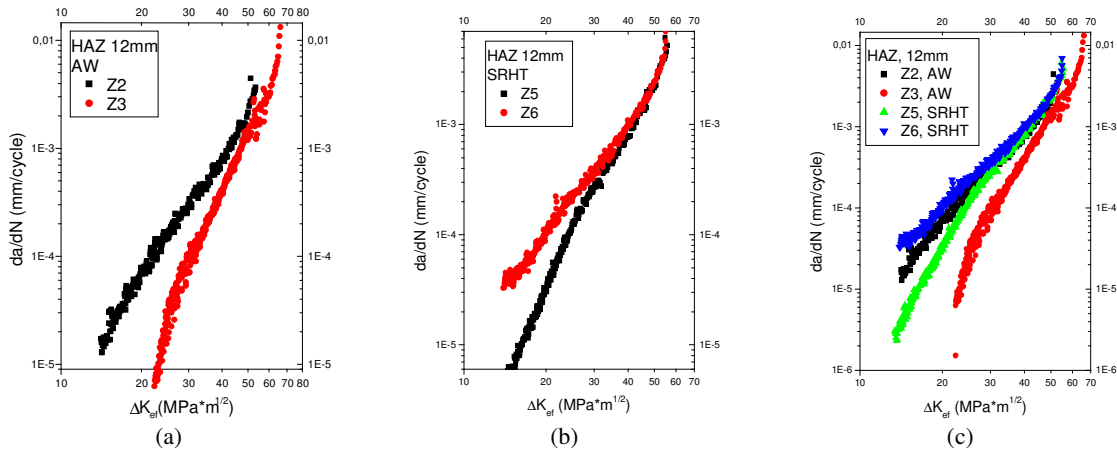 10 20 30 40 50 60 70 80
0,01
1E-3
1E-4
1E-5
da/dN (mm/cycle)
HAZ 12mm
AW
Z2
Z3
0,01
1E-3
1E-4
1E-5
10 20 30 40 50 60 70 80
ΔK_ef(MPa*m^1/2)
(a)
10 20 30 40 50 60 70
1E-3
1E-4
1E-5
da/dN (mm/cycle)
HAZ 12mm
SRHT
Z5
Z6
1E-3
1E-4
1E-5
10 20 30 40 50 60 70
ΔK_ef (MPa*m^1/2)
(b)
10 20 30 40 50 60 70
0,01
1E-3
1E-4
1E-5
1E-6
da/dN (mm/cycle)
HAZ, 12mm
Z2, AW
Z3, AW
Z5, SRHT
Z6, SRHT
0,01
1E-3
1E-4
1E-5
1E-6
10 20 30 40 50 60 70
ΔK_ef (MPa*m^1/2)
(c)